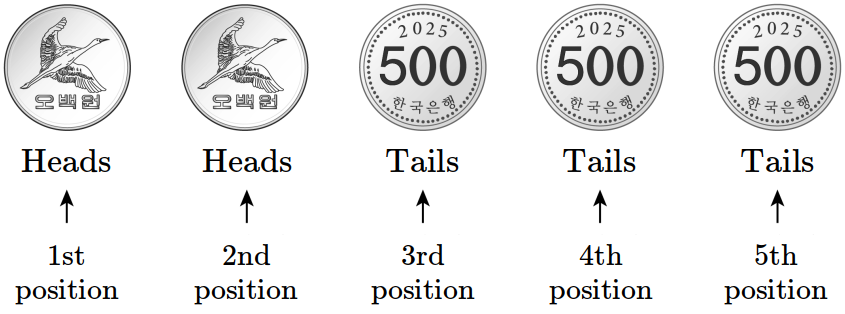 오백원
오백원
2025
500
한국은행
2025
500
한국은행
2025
500
한국은행
Heads
Heads
Tails
Tails
Tails
1st
position
2nd
position
3rd
position
4th
position
5th
position